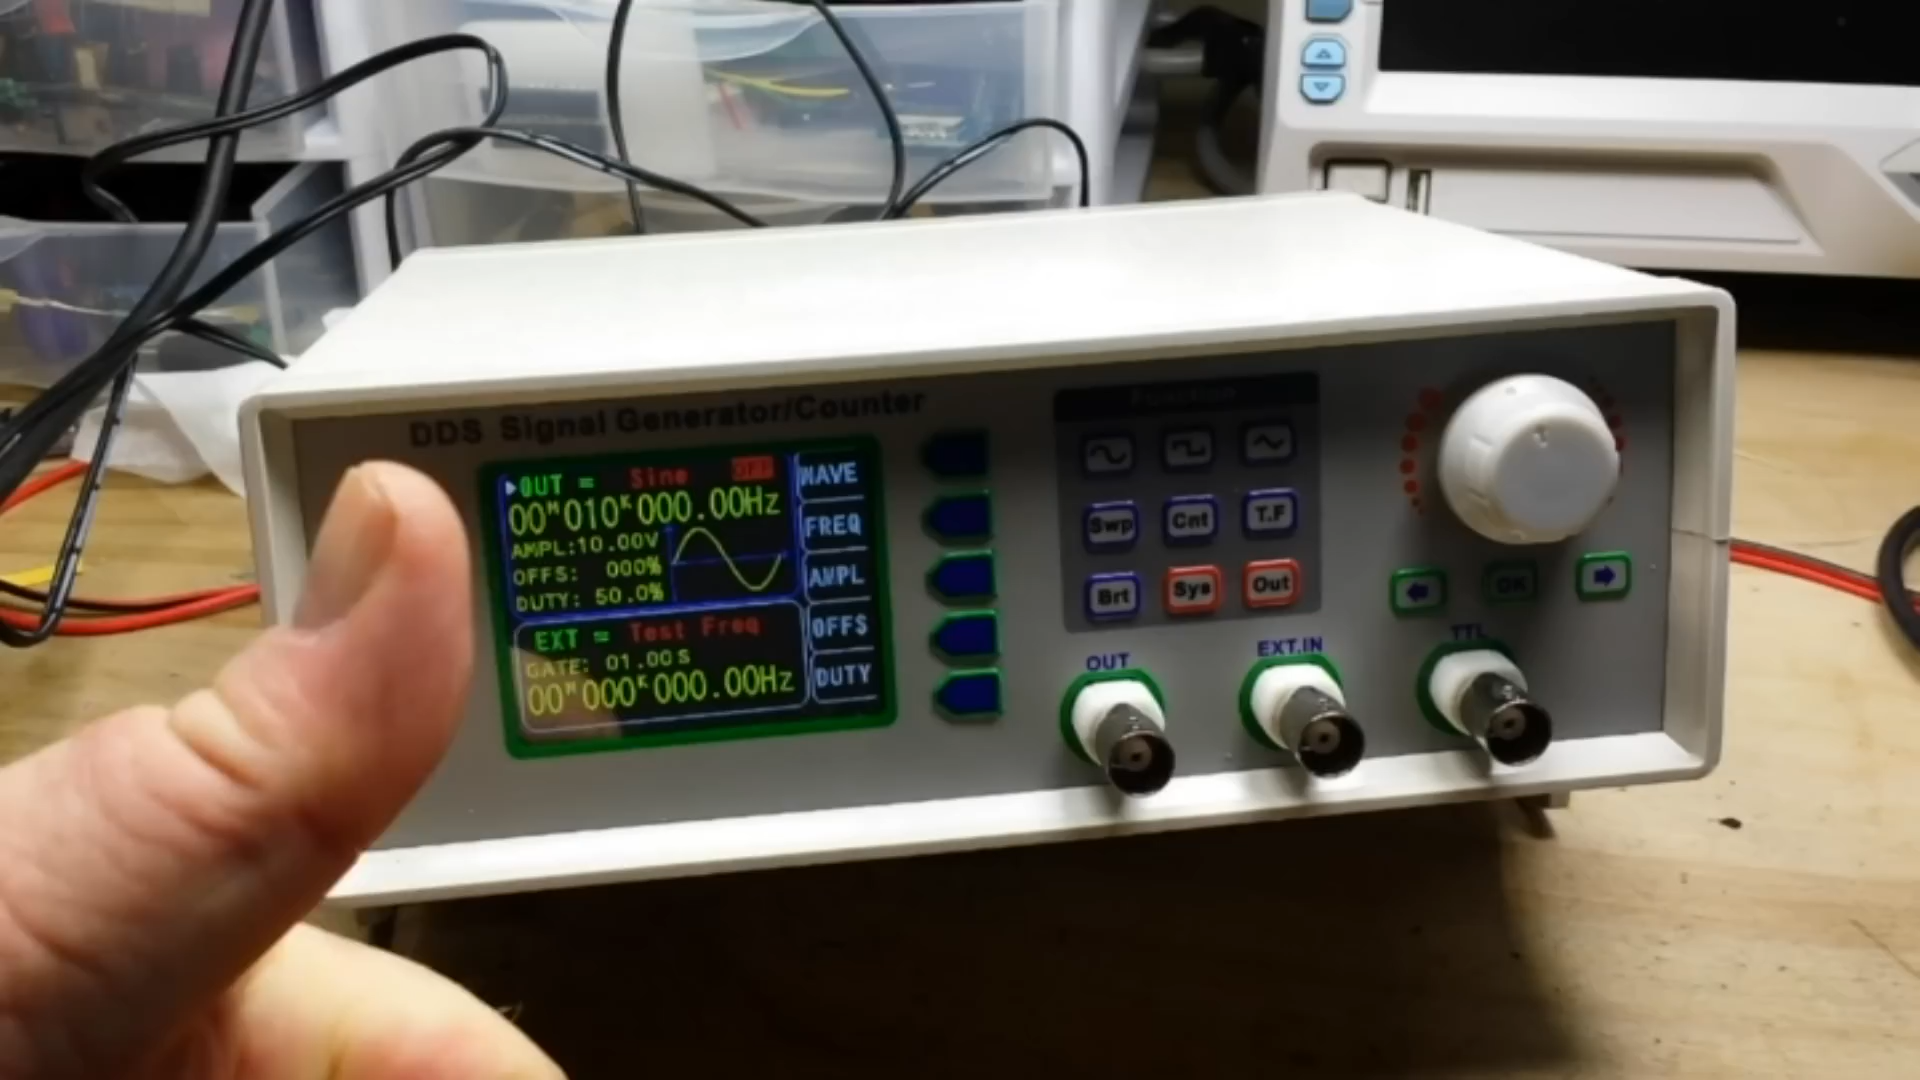 DDS Signal Generator/Counter
OUT = Sine OFF
00M010K000.00Hz
AMPL:10.00V
OFFS: 000%
DUTY: 50.0%
EXT = Test Freq
GATE: 01.00S
00M000K000.00Hz
WAVE
FREQ
AMPL
OFFS
DUTY
Function
Swp Cnt T.F
Brt Sys Out
OK
OUT EXT.IN TTL